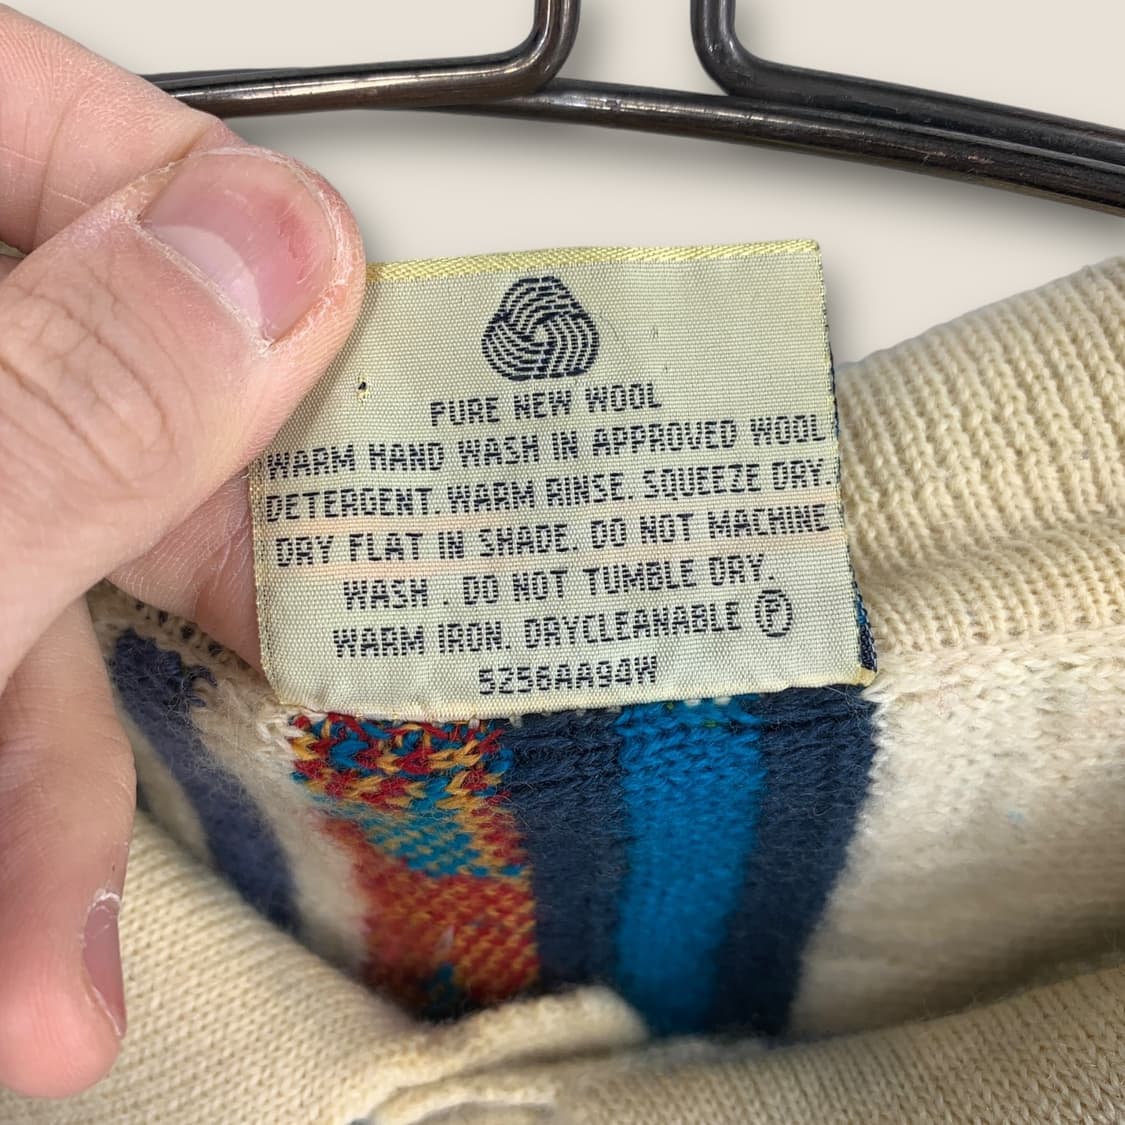 PURE NEW WOOL
WARM HAND WASH IN APPROVED WOOL
DETERGENT. WARM RINSE. SQUEEZE DRY
DRY FLAT IN SHADE. DO NOT MACHINE
WASH . DO NOT TUMBLE DRY.
WARM IRON. DRYCLEANABLE Ⓟ
5256AA94W